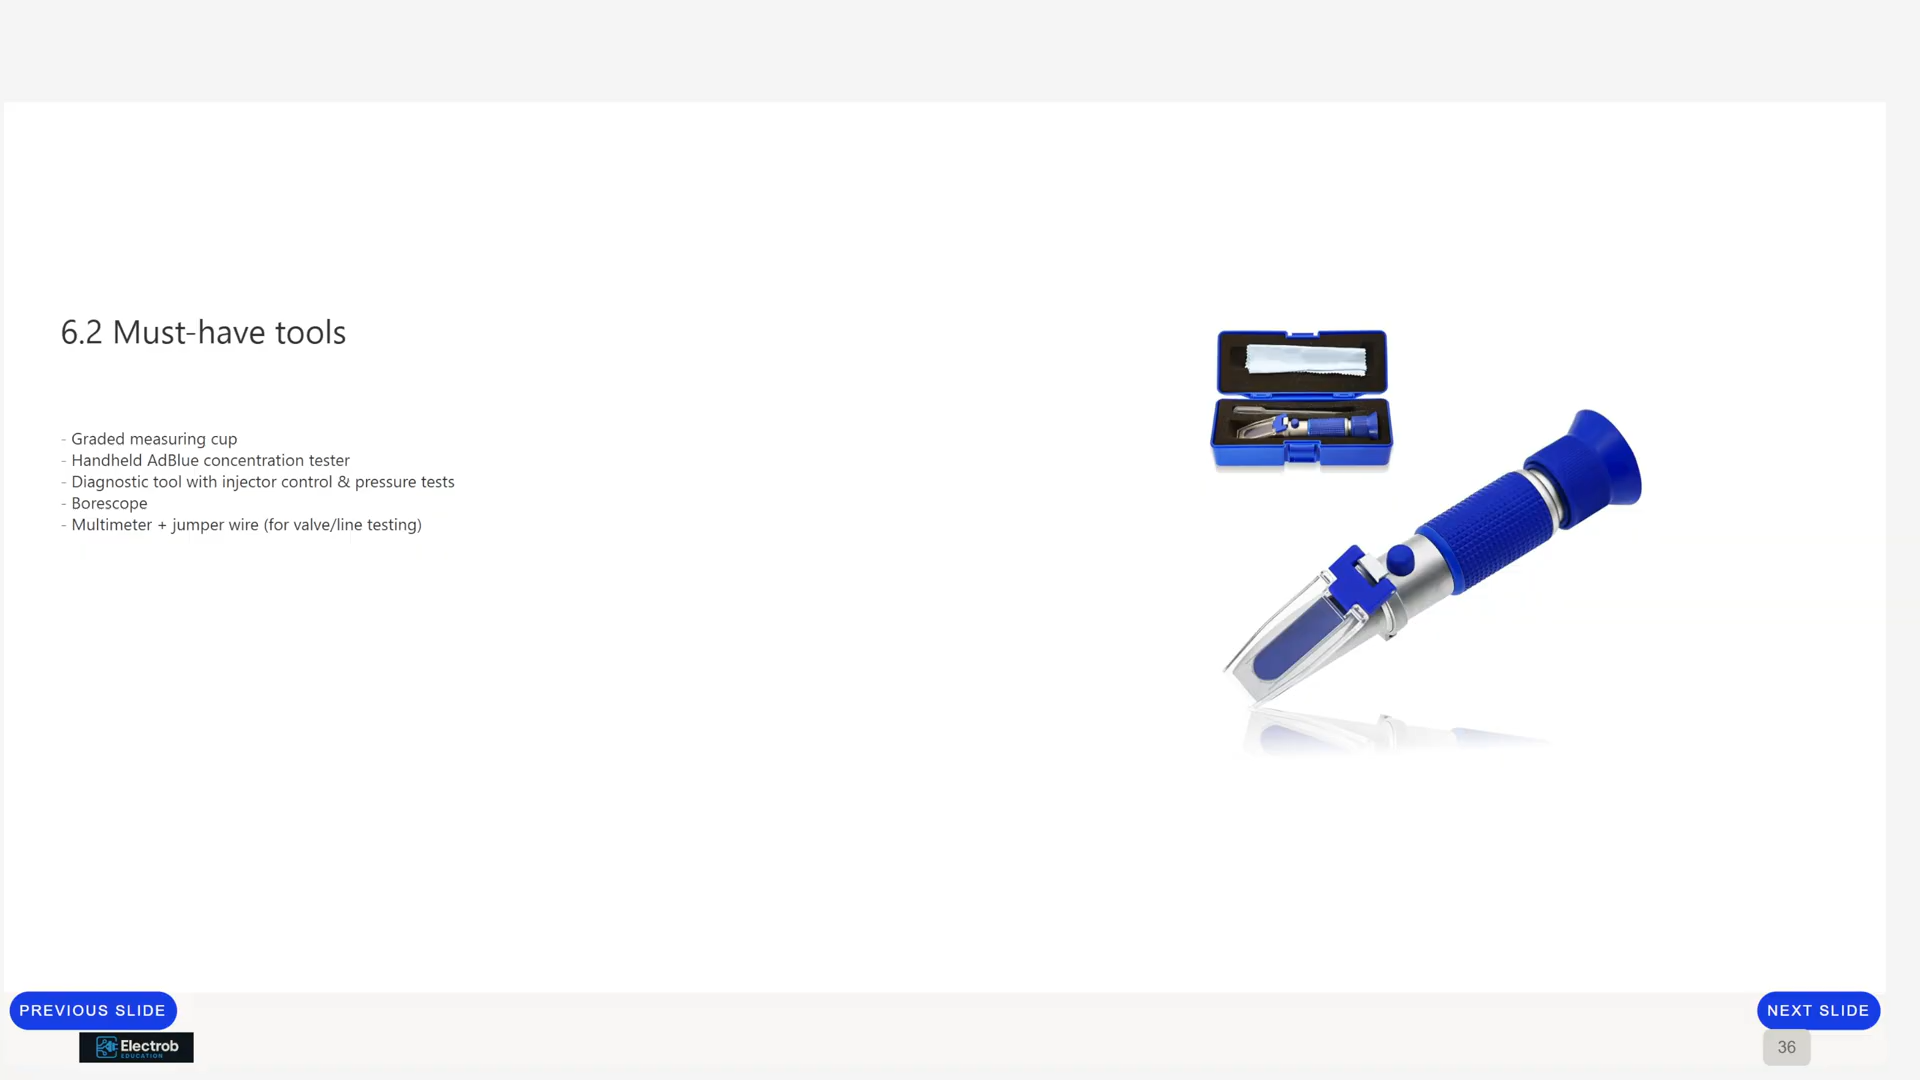 6.2 Must-have tools
- Graded measuring cup
- Handheld AdBlue concentration tester
- Diagnostic tool with injector control & pressure tests
- Borescope
- Multimeter + jumper wire (for valve/line testing)
PREVIOUS SLIDE
NEXT SLIDE
Electrob
EDUCATION
36